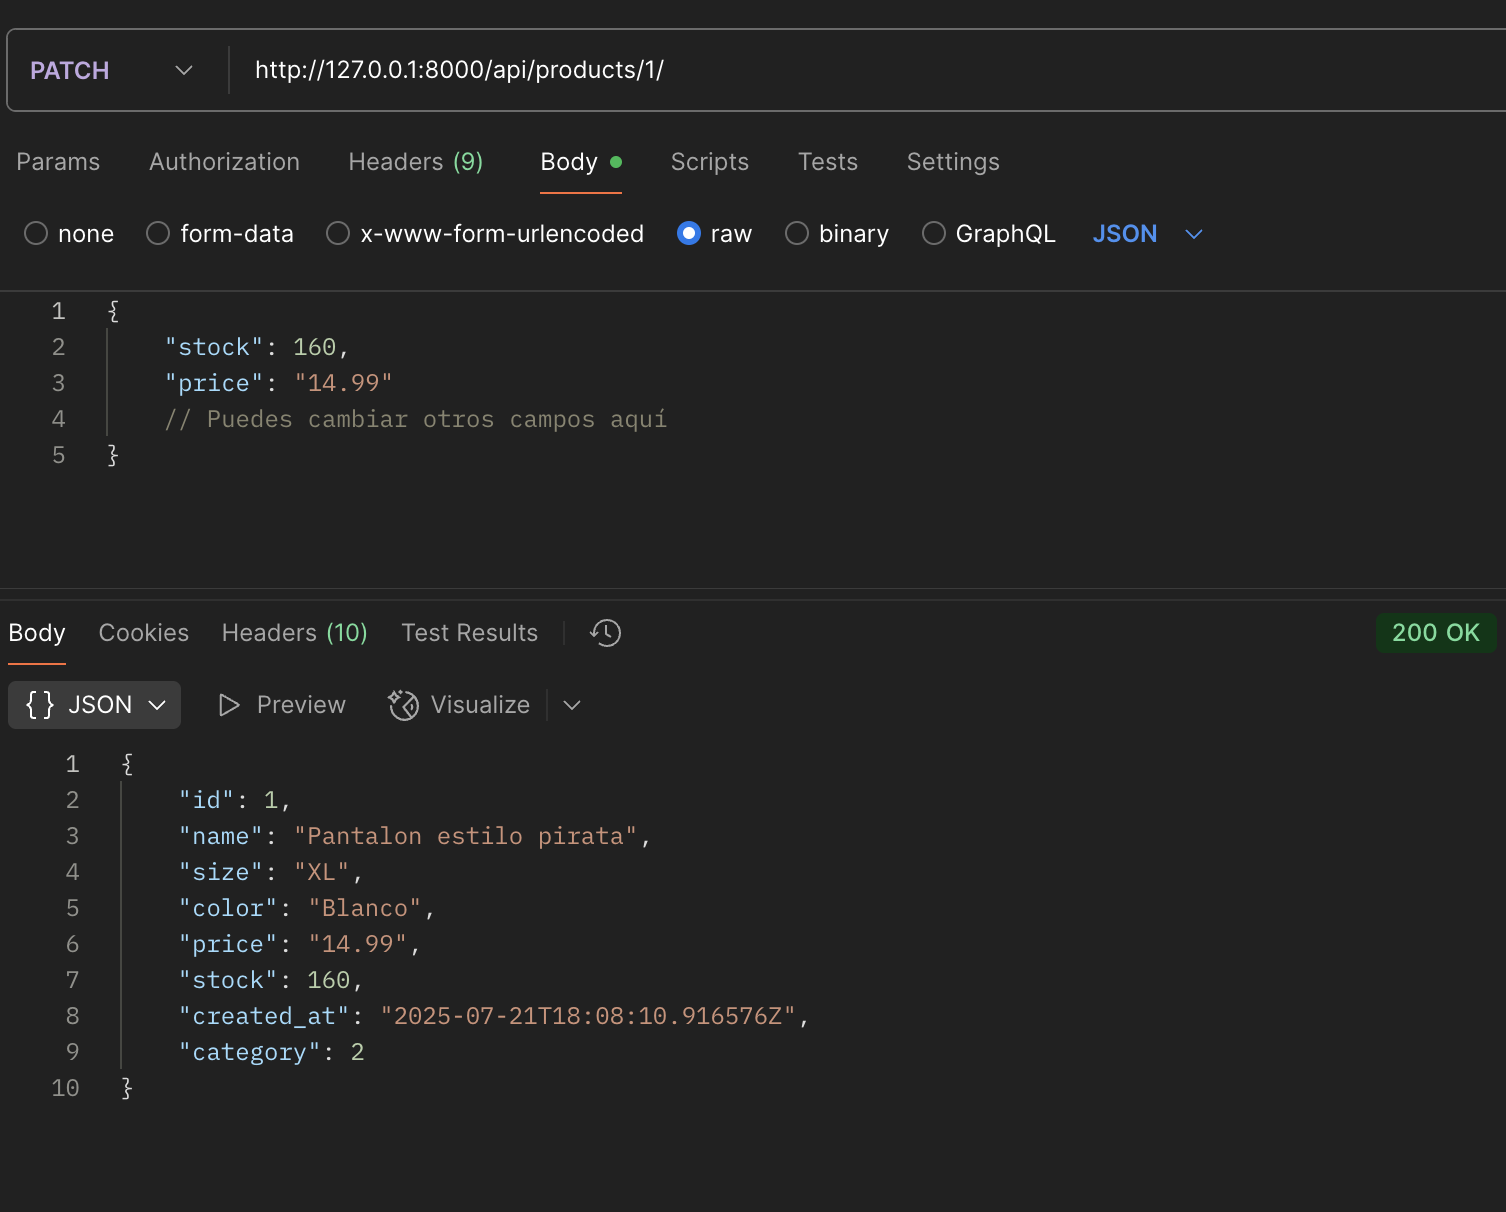 PATCH http://127.0.0.1:8000/api/products/1/
Params Authorization Headers (9) Body Scripts Tests Settings
none form-data x-www-form-urlencoded raw binary GraphQL JSON
1 {
2 "stock": 160,
3 "price": "14.99"
4 // Puedes cambiar otros campos aquí
5 }
Body Cookies Headers (10) Test Results 200 OK
{} JSON Preview Visualize
1 {
2 "id": 1,
3 "name": "Pantalon estilo pirata",
4 "size": "XL",
5 "color": "Blanco",
6 "price": "14.99",
7 "stock": 160,
8 "created_at": "2025-07-21T18:08:10.916576Z",
9 "category": 2
10 }